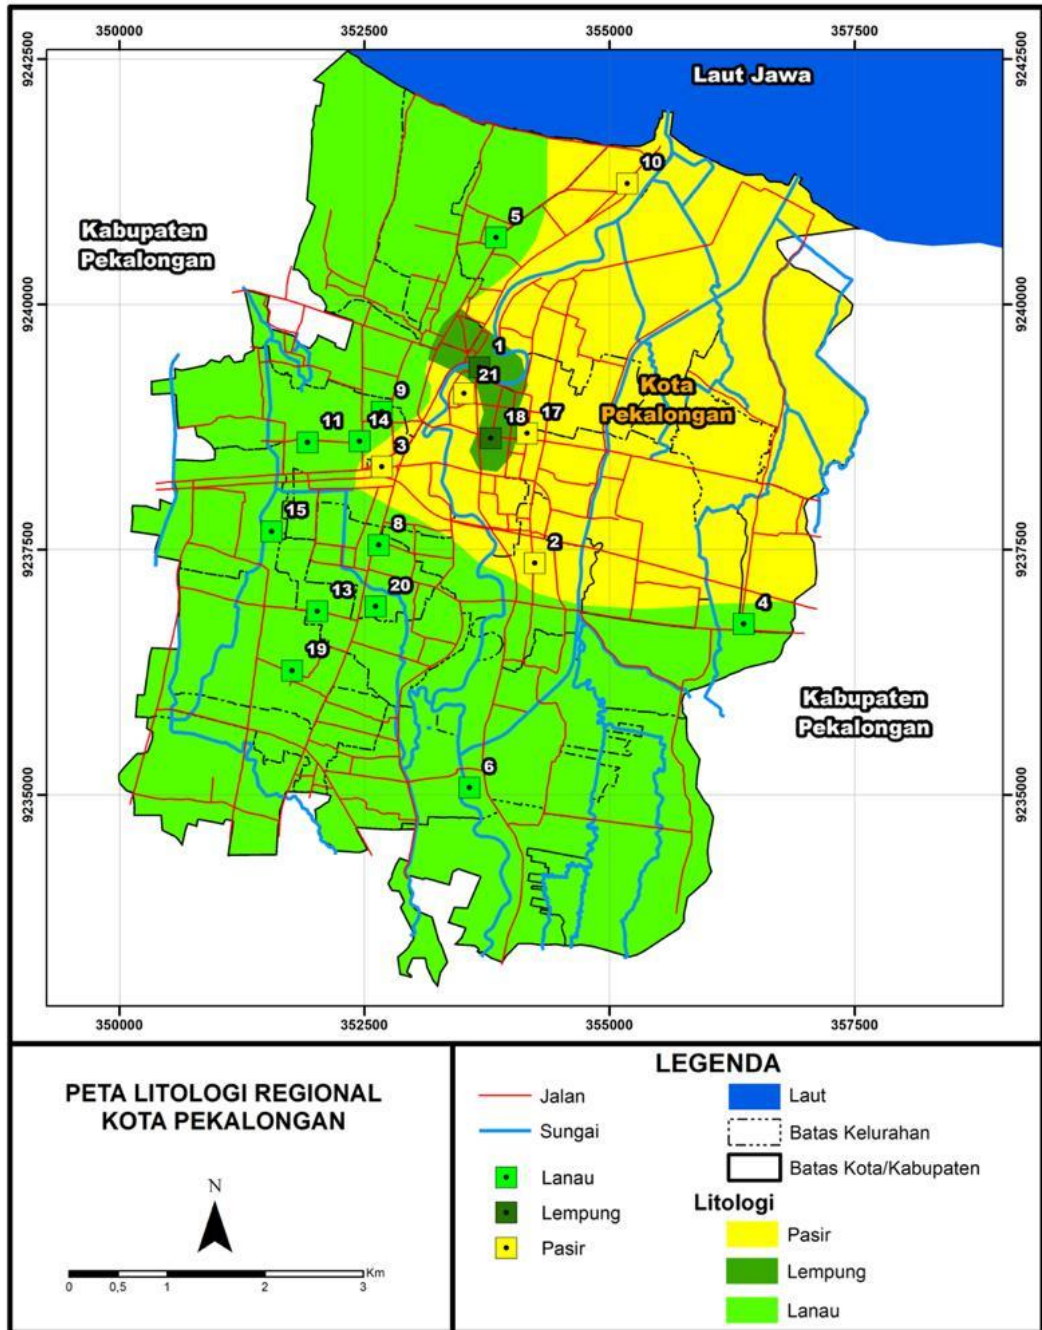 350000 352500 355000 357500
9242500 9242500
Laut Jawa
10
5
Kabupaten
Pekalongan
9240000 9240000
1
21
Kota
Pekalongan
9
11 14 18 17
3
15 8 2
9237500 9237500
13 20 4
19
Kabupaten
Pekalongan
6
9235000 9235000
350000 352500 355000 357500
PETA LITOLOGI REGIONAL
KOTA PEKALONGAN
N
Km
0 0,5 1 2 3
LEGENDA
Jalan
Sungai
Lanau
Lempung
Pasir
Laut
Batas Kelurahan
Batas Kota/Kabupaten
Litologi
Pasir
Lempung
Lanau